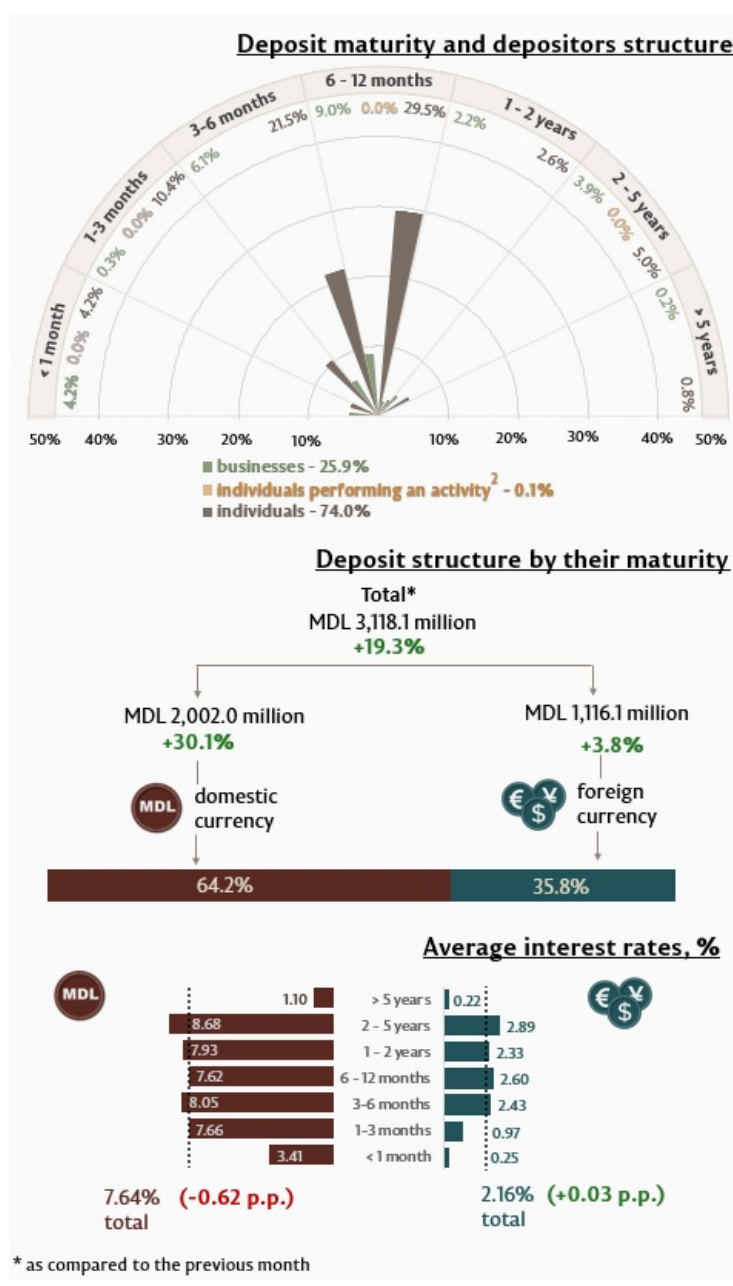 Deposit maturity and depositors structure
6 - 12 months
3-6 months
1 - 2 years
1-3 months
2 - 5 years
< 1 month
> 5 years
4.2% 0.0% 4.2%
0.3% 0.0% 10.4%
6.1% 21.5%
9.0% 0.0% 29.5%
2.2% 2.6%
3.9% 0.0% 5.0%
0.2% 0.8%
50% 40% 30% 20% 10% 10% 20% 30% 40% 50%
businesses - 25.9%
individuals performing an activity2 - 0.1%
individuals - 74.0%
Deposit structure by their maturity
Total*
MDL 3,118.1 million
+19.3%
MDL 2,002.0 million MDL 1,116.1 million
+30.1% +3.8%
MDL domestic currency
€ ¥ $ foreign currency
64.2% 35.8%
Average interest rates, %
MDL € ¥ $
1.10 > 5 years 0.22
8.68 2 - 5 years 2.89
7.93 1 - 2 years 2.33
7.62 6 - 12 months 2.60
8.05 3-6 months 2.43
7.66 1-3 months 0.97
3.41 < 1 month 0.25
7.64% (-0.62 p.p.) 2.16% (+0.03 p.p.)
total total
* as compared to the previous month